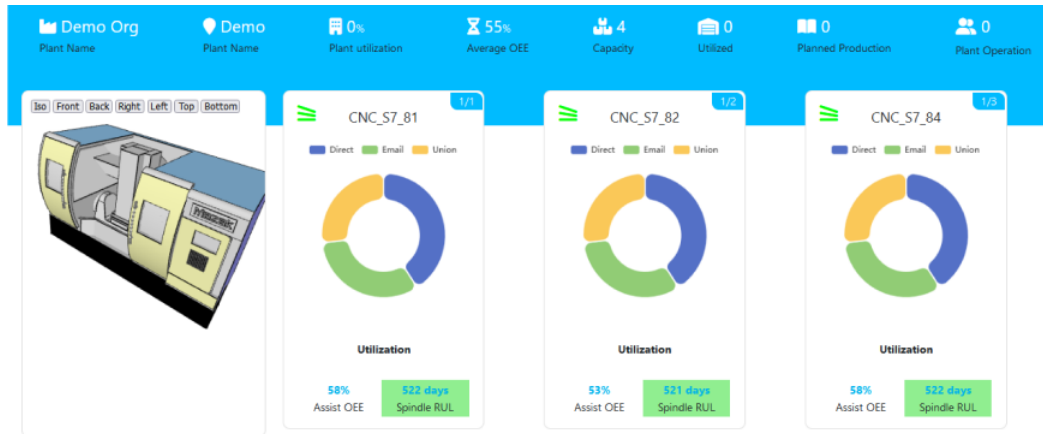 Demo Org
Plant Name
Demo
Plant Name
0%
Plant utilization
55%
Average OEE
4
Capacity
0
Utilized
0
Planned Production
0
Plant Operation
Iso Front Back Right Left Top Bottom
Mazak
1/1
CNC_S7_81
Direct Email Union
Utilization
58%
Assist OEE
522 days
Spindle RUL
1/2
CNC_S7_82
Direct Email Union
Utilization
53%
Assist OEE
521 days
Spindle RUL
1/3
CNC_S7_84
Direct Email Union
Utilization
58%
Assist OEE
522 days
Spindle RUL